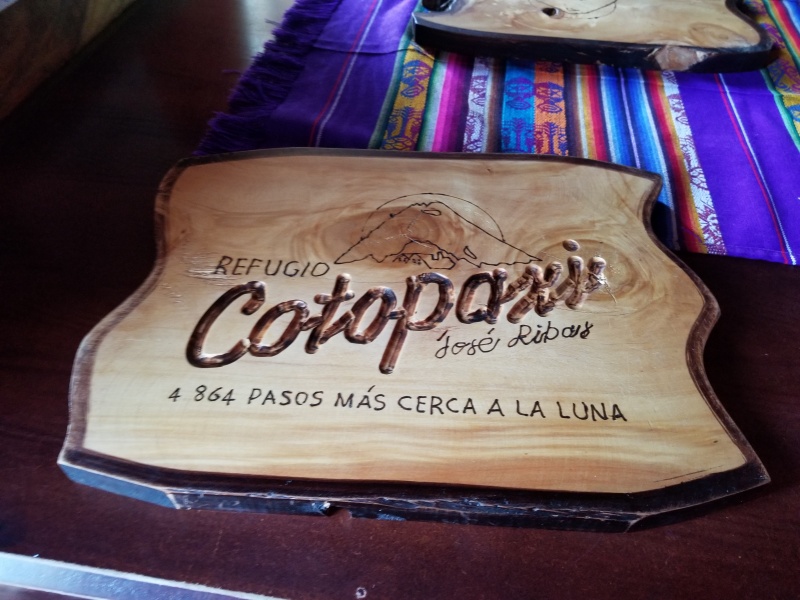 REFUGIO
Cotopaxi
José Ribas
4 864 PASOS MÁS CERCA A LA LUNA